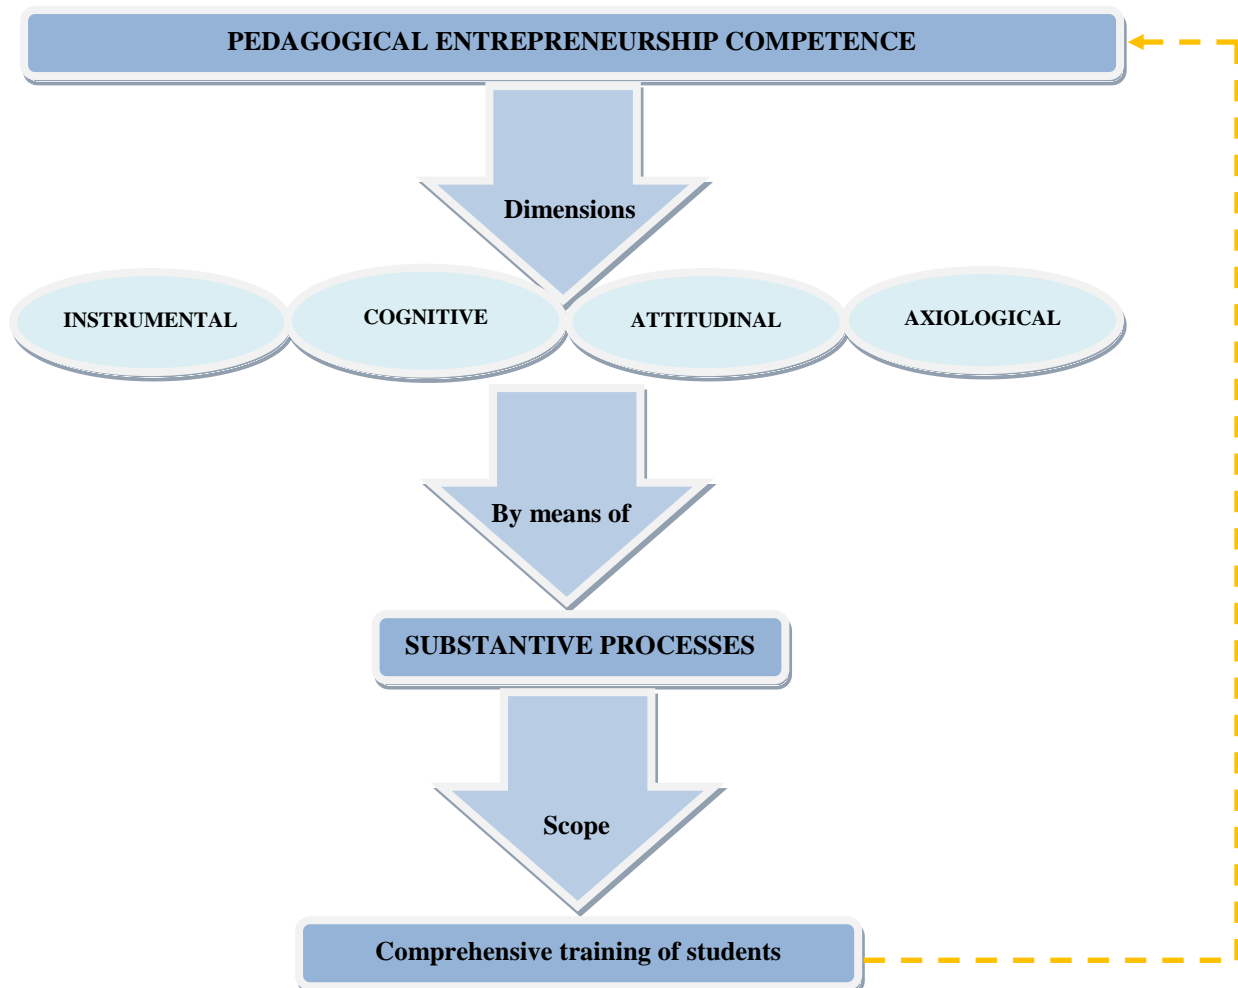 PEDAGOGICAL ENTREPRENEURSHIP COMPETENCE
Dimensions
INSTRUMENTAL
COGNITIVE
ATTITUDINAL
AXIOLOGICAL
By means of
SUBSTANTIVE PROCESSES
Scope
Comprehensive training of students